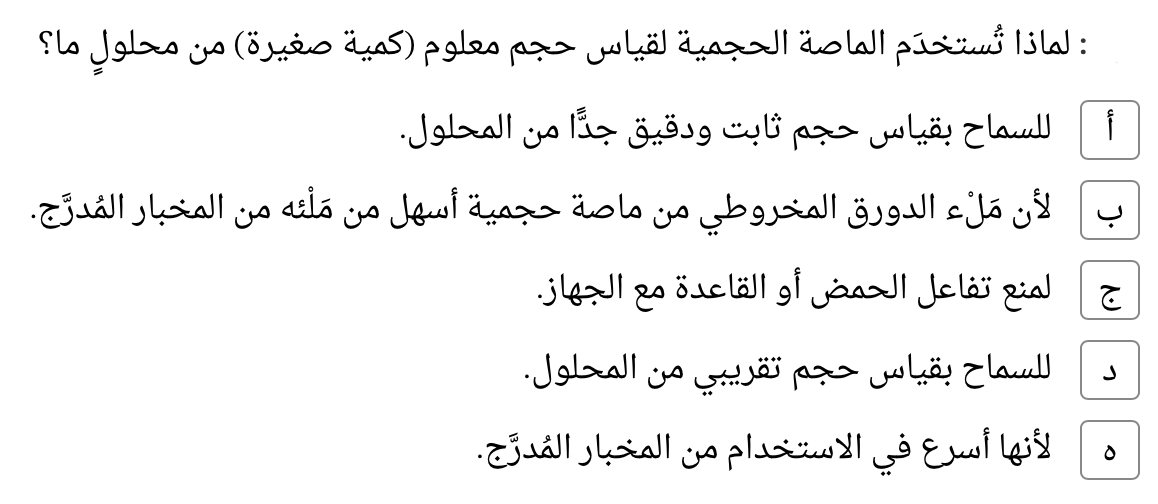 : لماذا تُستخدَم الماصة الحجمية لقياس حجم معلوم (كمية صغيرة) من محلولٍ ما؟
أ للسماح بقياس حجم ثابت ودقيق جدًّا من المحلول.
ب لأن مَلْء الدورق المخروطي من ماصة حجمية أسهل من مَلْئه من المخبار المُدرَّج.
ج لمنع تفاعل الحمض أو القاعدة مع الجهاز.
د للسماح بقياس حجم تقريبي من المحلول.
ه لأنها أسرع في الاستخدام من المخبار المُدرَّج.